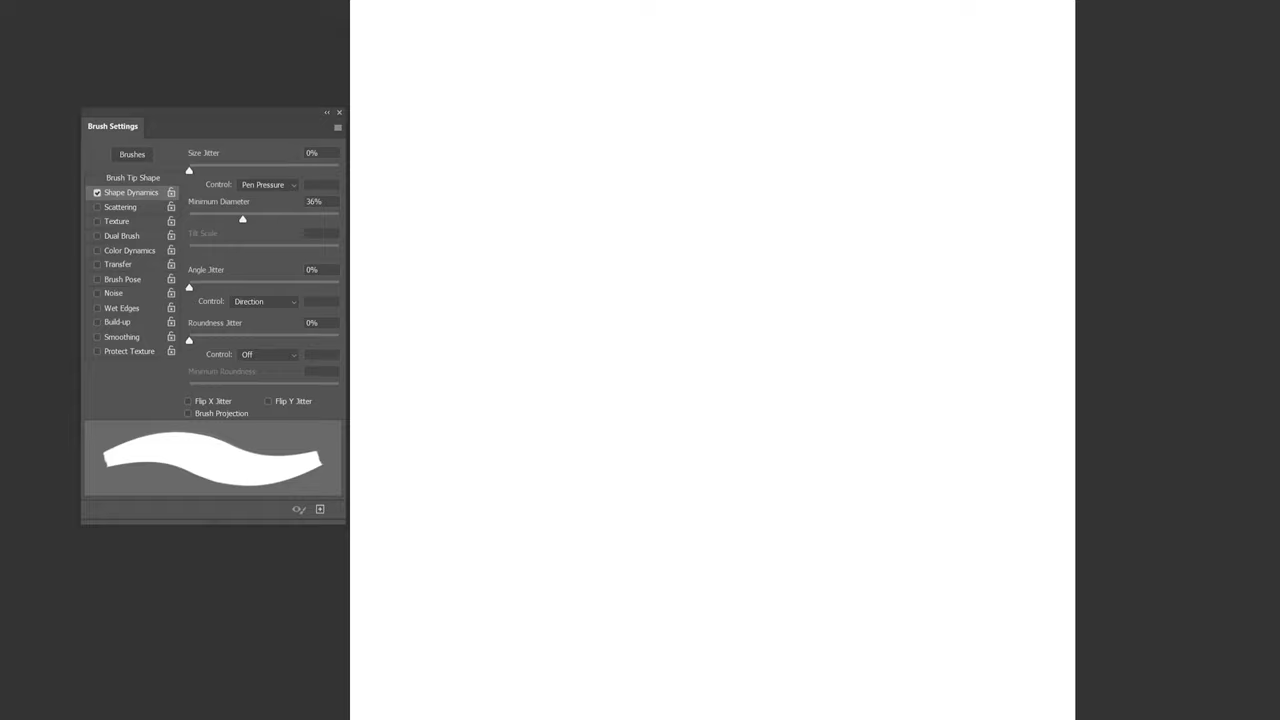 Brush Settings
Brushes
Brush Tip Shape
Shape Dynamics
Scattering
Texture
Dual Brush
Color Dynamics
Transfer
Brush Pose
Noise
Wet Edges
Build-up
Smoothing
Protect Texture
Size Jitter 0%
Control: Pen Pressure
Minimum Diameter 36%
Tilt Scale
Angle Jitter 0%
Control: Direction
Roundness Jitter 0%
Control: Off
Minimum Roundness
Flip X Jitter Flip Y Jitter
Brush Projection